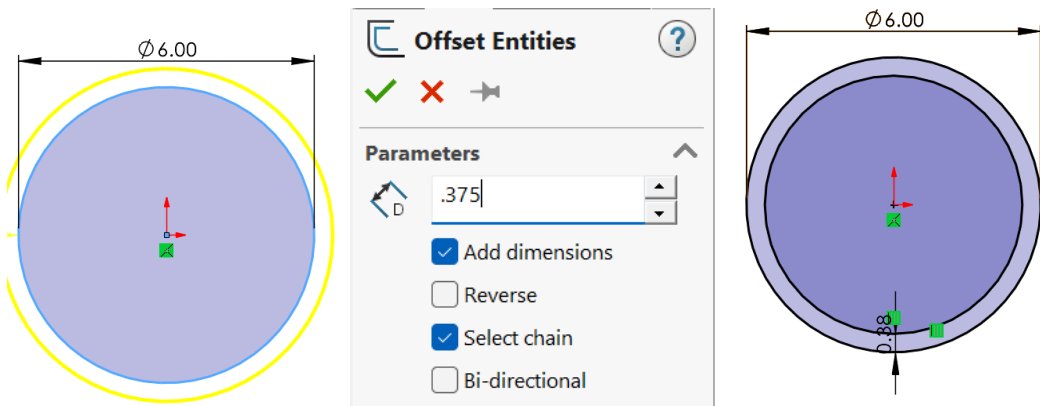 Ø6.00
Offset Entities
?
Parameters
D
.375
Add dimensions
Reverse
Select chain
Bi-directional
Ø6.00
0.38